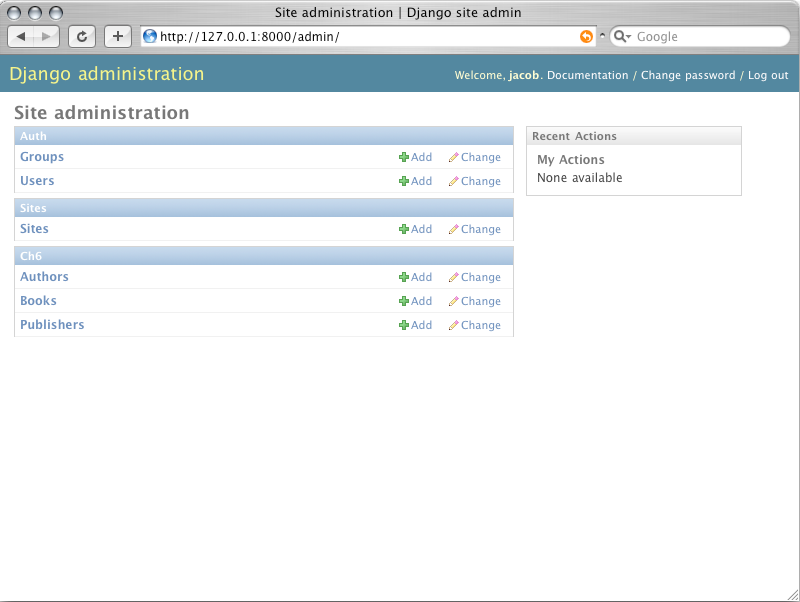 Site administration | Django site admin
http://127.0.0.1:8000/admin/
Google
Django administration
Welcome, jacob. Documentation / Change password / Log out
Site administration
Auth
Groups Add Change
Users Add Change
Sites
Sites Add Change
Ch6
Authors Add Change
Books Add Change
Publishers Add Change
Recent Actions
My Actions
None available